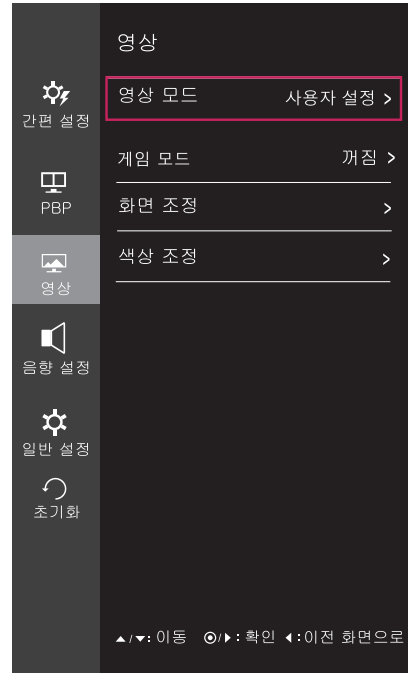 영상
영상 모드 사용자 설정 >
게임 모드 꺼짐 >
화면 조정 >
색상 조정 >
간편 설정
PBP
영상
음향 설정
일반 설정
초기화
▲/▼: 이동 ⦿/▶: 확인 ◀:이전 화면으로